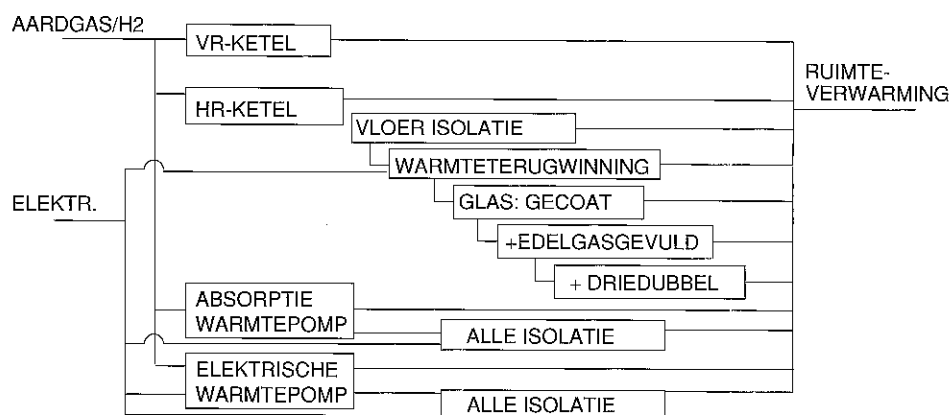 AARDGAS/H2
VR-KETEL
RUIMTE-
VERWARMING
HR-KETEL
VLOER ISOLATIE
WARMTETERUGWINNING
ELEKTR.
GLAS: GECOAT
+EDELGASGEVULD
+ DRIEDUBBEL
ABSORPTIE
WARMTEPOMP
ALLE ISOLATIE
ELEKTRISCHE
WARMTEPOMP
ALLE ISOLATIE